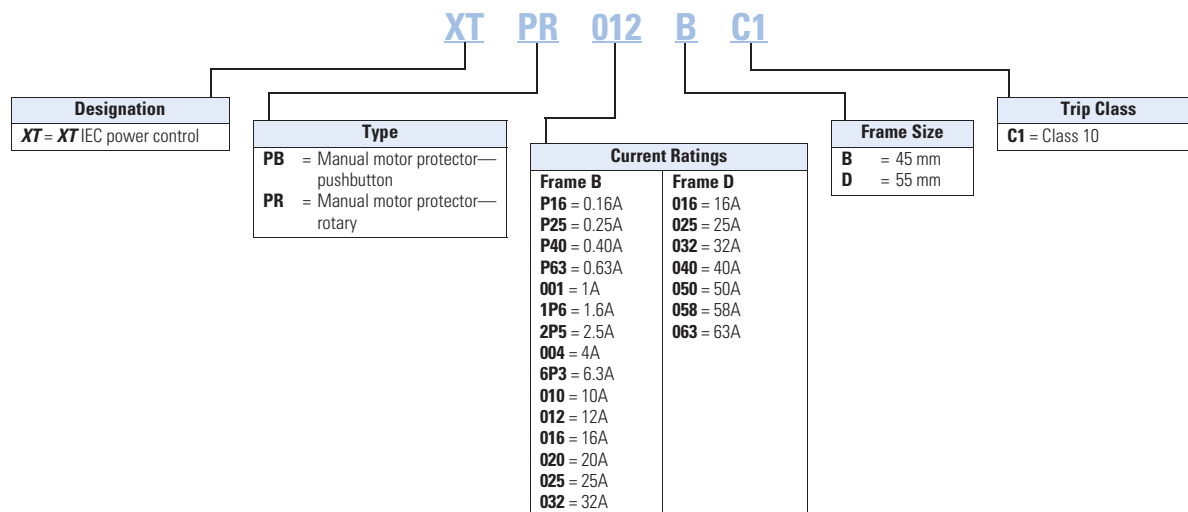 XT PR 012 B C1
Designation
XT = XT IEC power control
Type
PB = Manual motor protector—
pushbutton
PR = Manual motor protector—
rotary
Current Ratings
Frame B
P16 = 0.16A
P25 = 0.25A
P40 = 0.40A
P63 = 0.63A
001 = 1A
1P6 = 1.6A
2P5 = 2.5A
004 = 4A
6P3 = 6.3A
010 = 10A
012 = 12A
016 = 16A
020 = 20A
025 = 25A
032 = 32A
Frame D
016 = 16A
025 = 25A
032 = 32A
040 = 40A
050 = 50A
058 = 58A
063 = 63A
Frame Size
B = 45 mm
D = 55 mm
Trip Class
C1 = Class 10